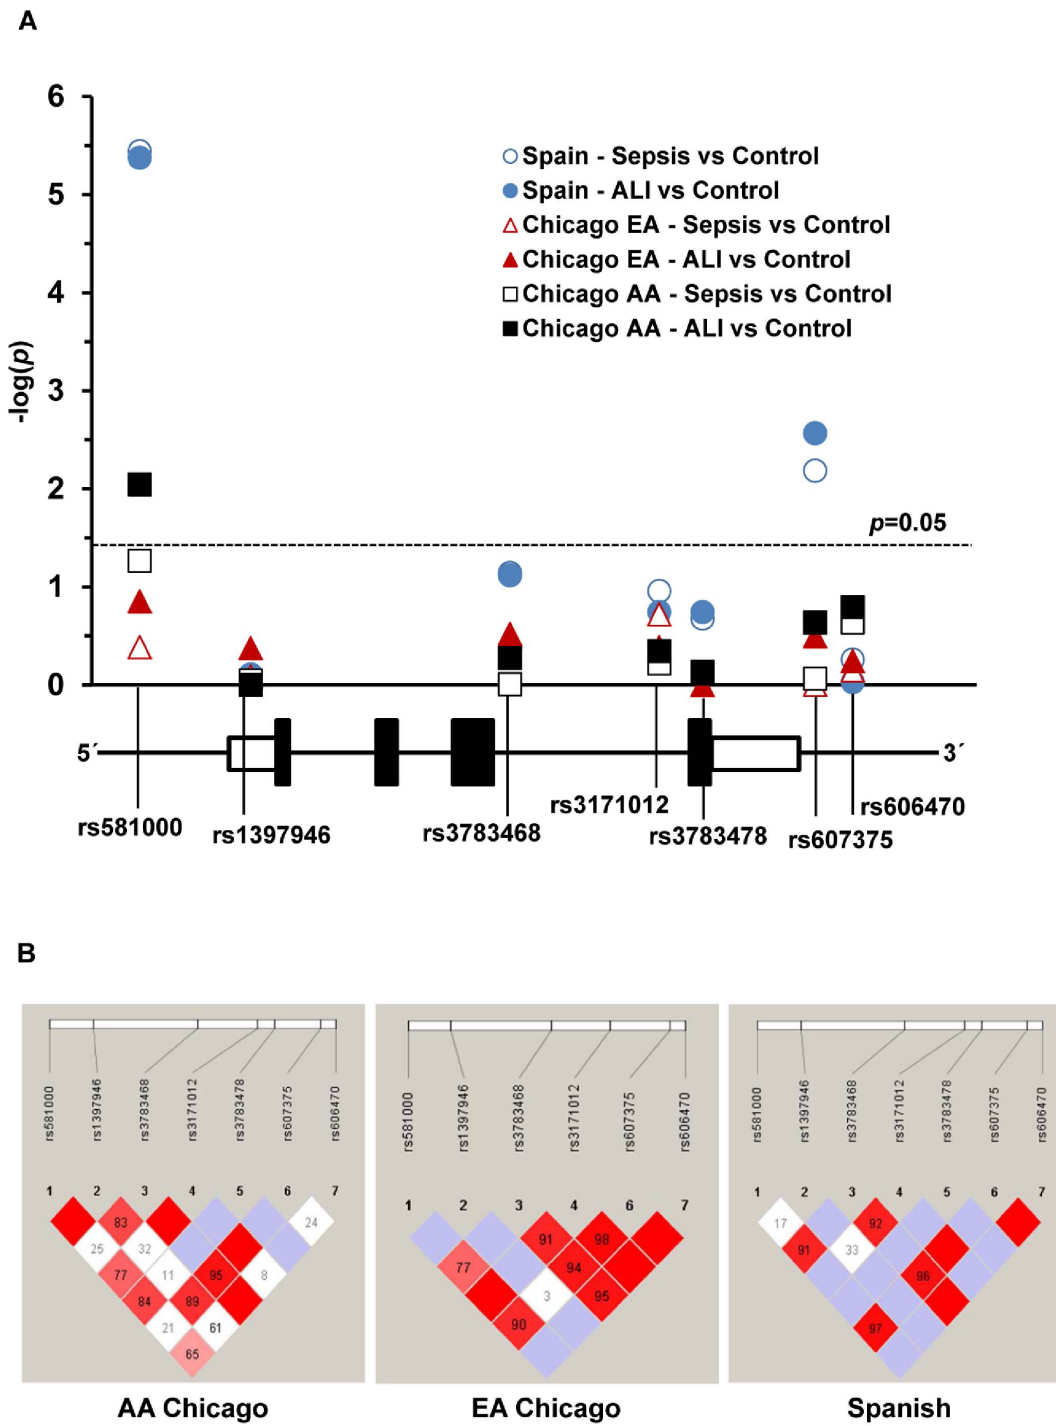 A
6
5
4
3
2
1
0
-log(p)
Spain - Sepsis vs Control
Spain - ALI vs Control
Chicago EA - Sepsis vs Control
Chicago EA - ALI vs Control
Chicago AA - Sepsis vs Control
Chicago AA - ALI vs Control
p=0.05
5´
3´
rs581000
rs1397946
rs3783468
rs3171012
rs3783478
rs607375
rs606470
B
rs581000
rs1397946
rs3783468
rs3171012
rs3783478
rs607375
rs606470
1 2 3 4 5 6 7
83 24
25 32
77 11 95 8
84 89
21 61
65
AA Chicago
rs581000
rs1397946
rs3783468
rs3171012
rs607375
rs606470
1 2 3 4 6 7
91 98
77 94
3 95
90
EA Chicago
rs581000
rs1397946
rs3783468
rs3171012
rs3783478
rs607375
rs606470
1 2 3 4 5 6 7
17 92
91 33
96
97
Spanish